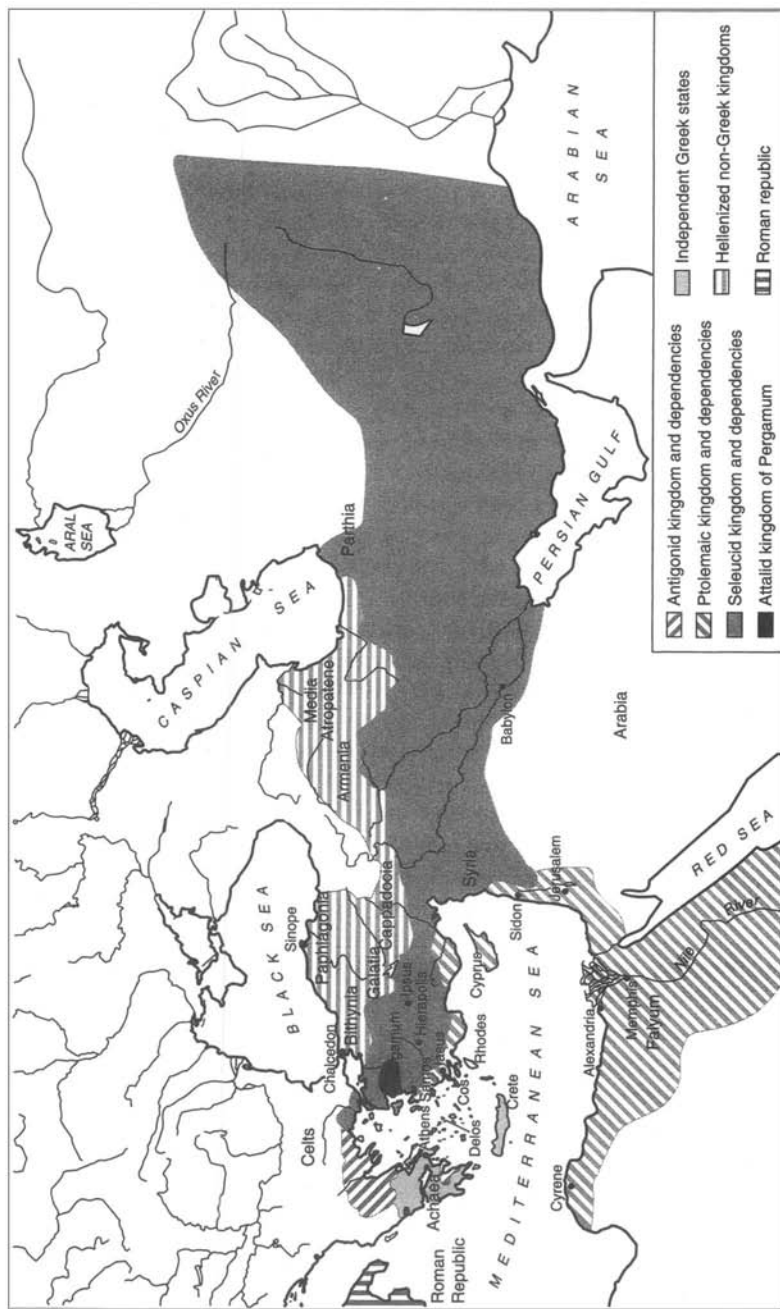 ARAL
SEA
Oxus River
CASPIAN SEA
Parthia
ARABIAN
SEA
PERSIAN GULF
BLACK SEA
Sinope
Paphlagonia
Media
Atropatene
Armenia
Chalcedon
Bithynia
Galatia
Cappadocia
Celts
Ipsus
Hierapolis
Syria
Babylon
Arabia
Athens
Achaea
Cos
Rhodes
Cyprus
Delos
Crete
Sidon
Jerusalem
Roman
Republic
MEDITERRANEAN SEA
Cyrene
Alexandria
Memphis
Faiyum
Nile River
RED SEA
Antigonid kingdom and dependencies
Ptolemaic kingdom and dependencies
Seleucid kingdom and dependencies
Attalid kingdom of Pergamum
Independent Greek states
Hellenized non-Greek kingdoms
Roman republic